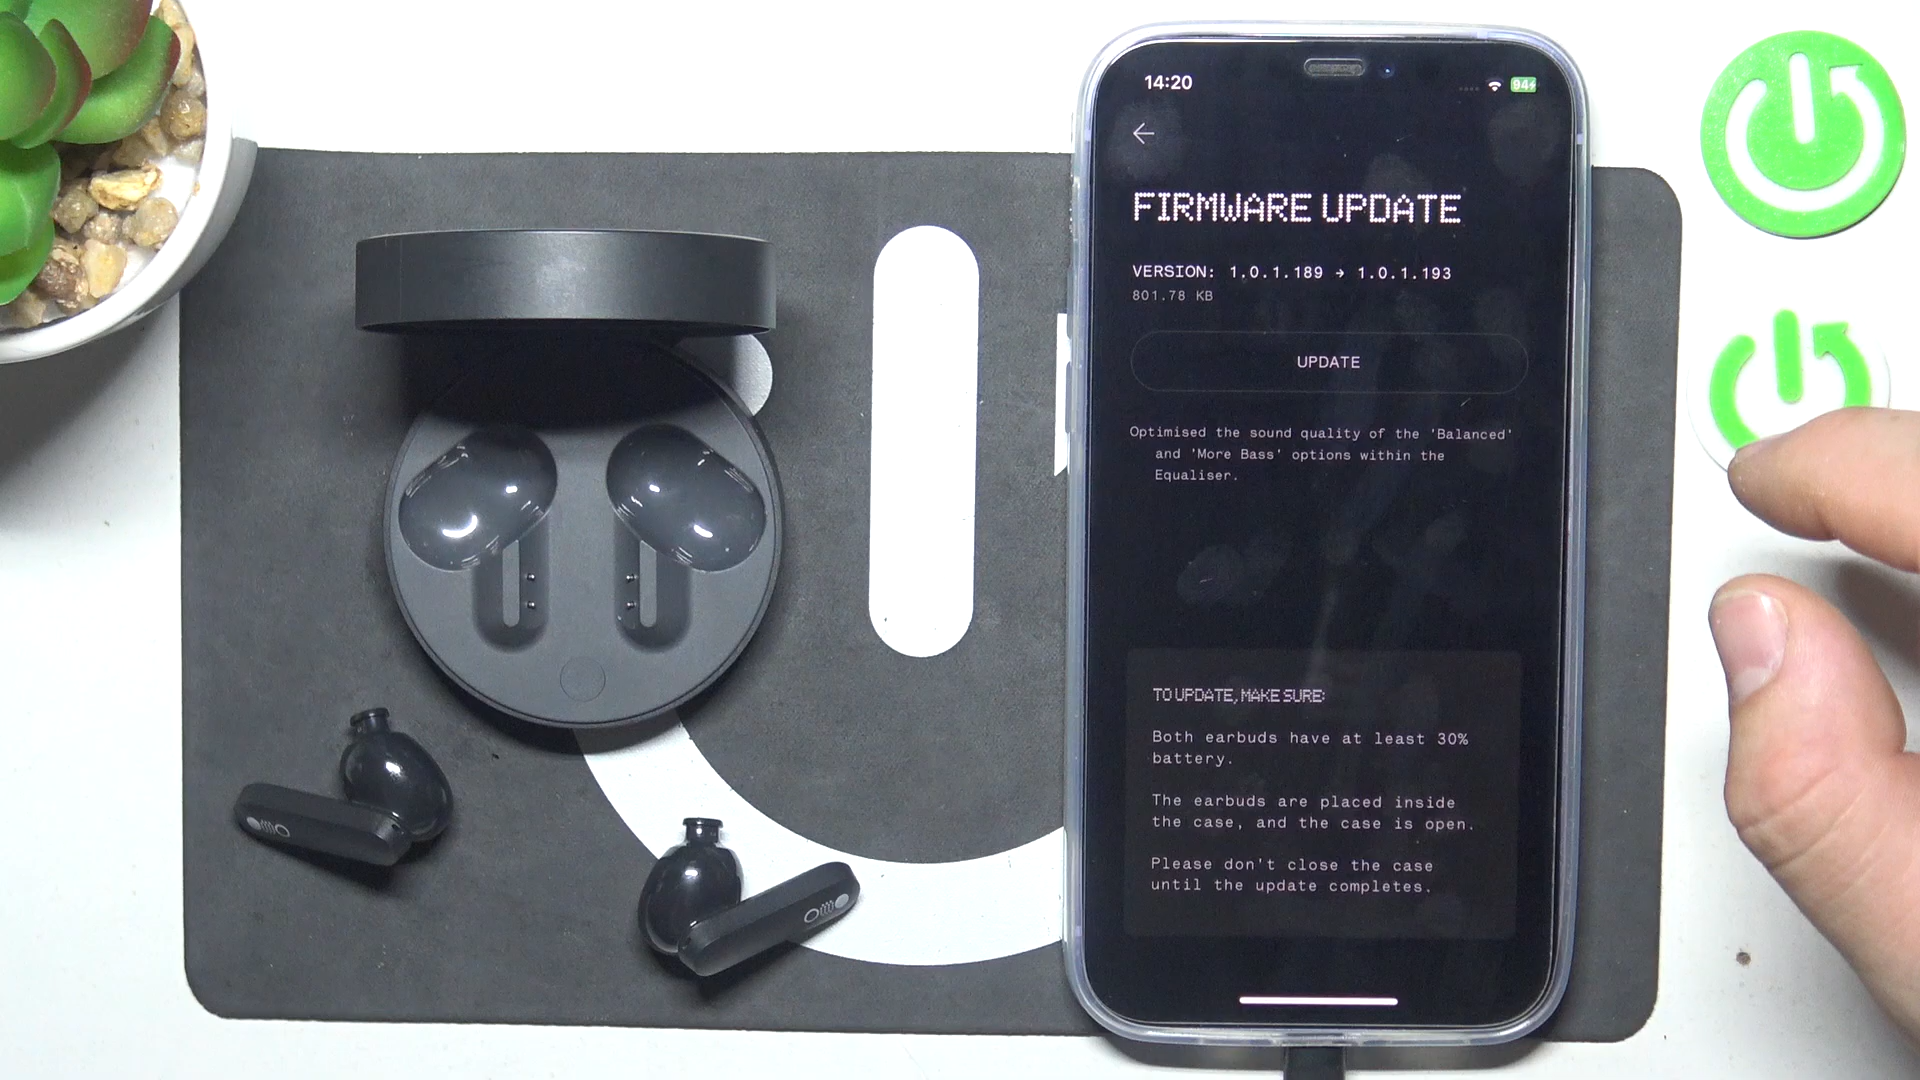 14:20
94
FIRMWARE UPDATE
VERSION: 1.0.1.189 → 1.0.1.193
801.78 KB
UPDATE
Optimised the sound quality of the 'Balanced'
and 'More Bass' options within the
Equaliser.
TO UPDATE, MAKE SURE:
Both earbuds have at least 30%
battery.
The earbuds are placed inside
the case, and the case is open.
Please don't close the case
until the update completes.